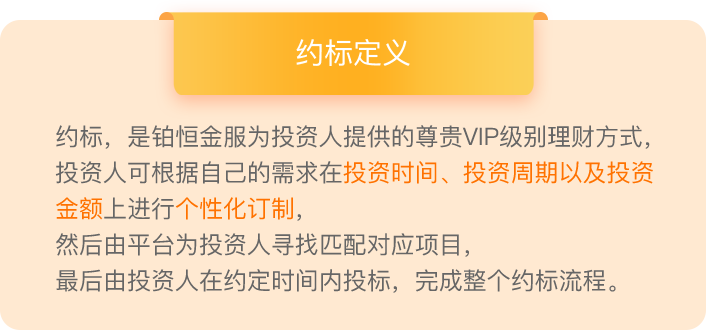 约标定义
约标，是铂恒金服为投资人提供的尊贵VIP级别理财方式，
投资人可根据自己的需求在投资时间、投资周期以及投资
金额上进行个性化订制，
然后由平台为投资人寻找匹配对应项目，
最后由投资人在约定时间内投标，完成整个约标流程。